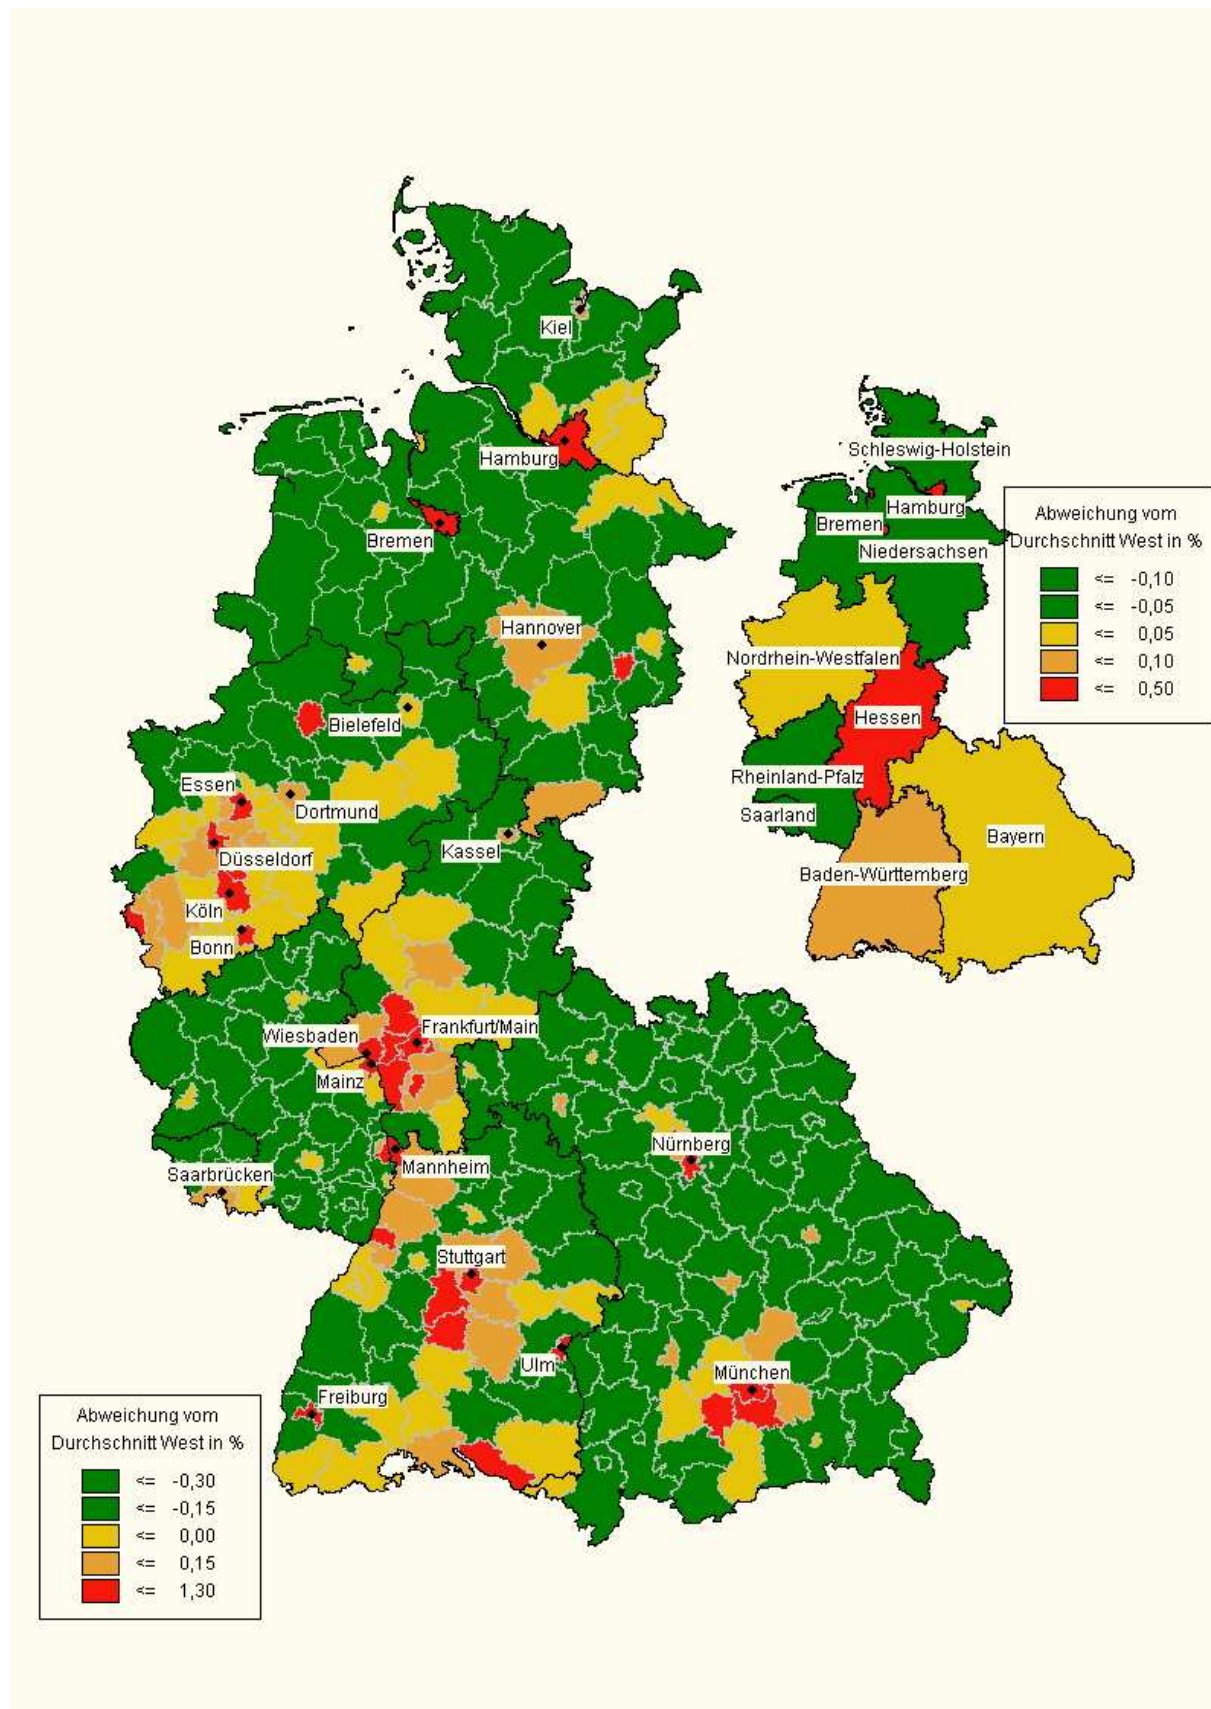 Kiel
Hamburg
Bremen
Hannover
Bielefeld
Essen
Dortmund
Düsseldorf
Kassel
Köln
Bonn
Wiesbaden
Frankfurt/Main
Mainz
Nürnberg
Mannheim
Saarbrücken
Stuttgart
Ulm
München
Freiburg
Schleswig-Holstein
Hamburg
Bremen
Niedersachsen
Nordrhein-Westfalen
Hessen
Rheinland-Pfalz
Saarland
Bayern
Baden-Württemberg
Abweichung vom
Durchschnitt West in %
<= -0,10
<= -0,05
<= 0,05
<= 0,10
<= 0,50
Abweichung vom
Durchschnitt West in %
<= -0,30
<= -0,15
<= 0,00
<= 0,15
<= 1,30